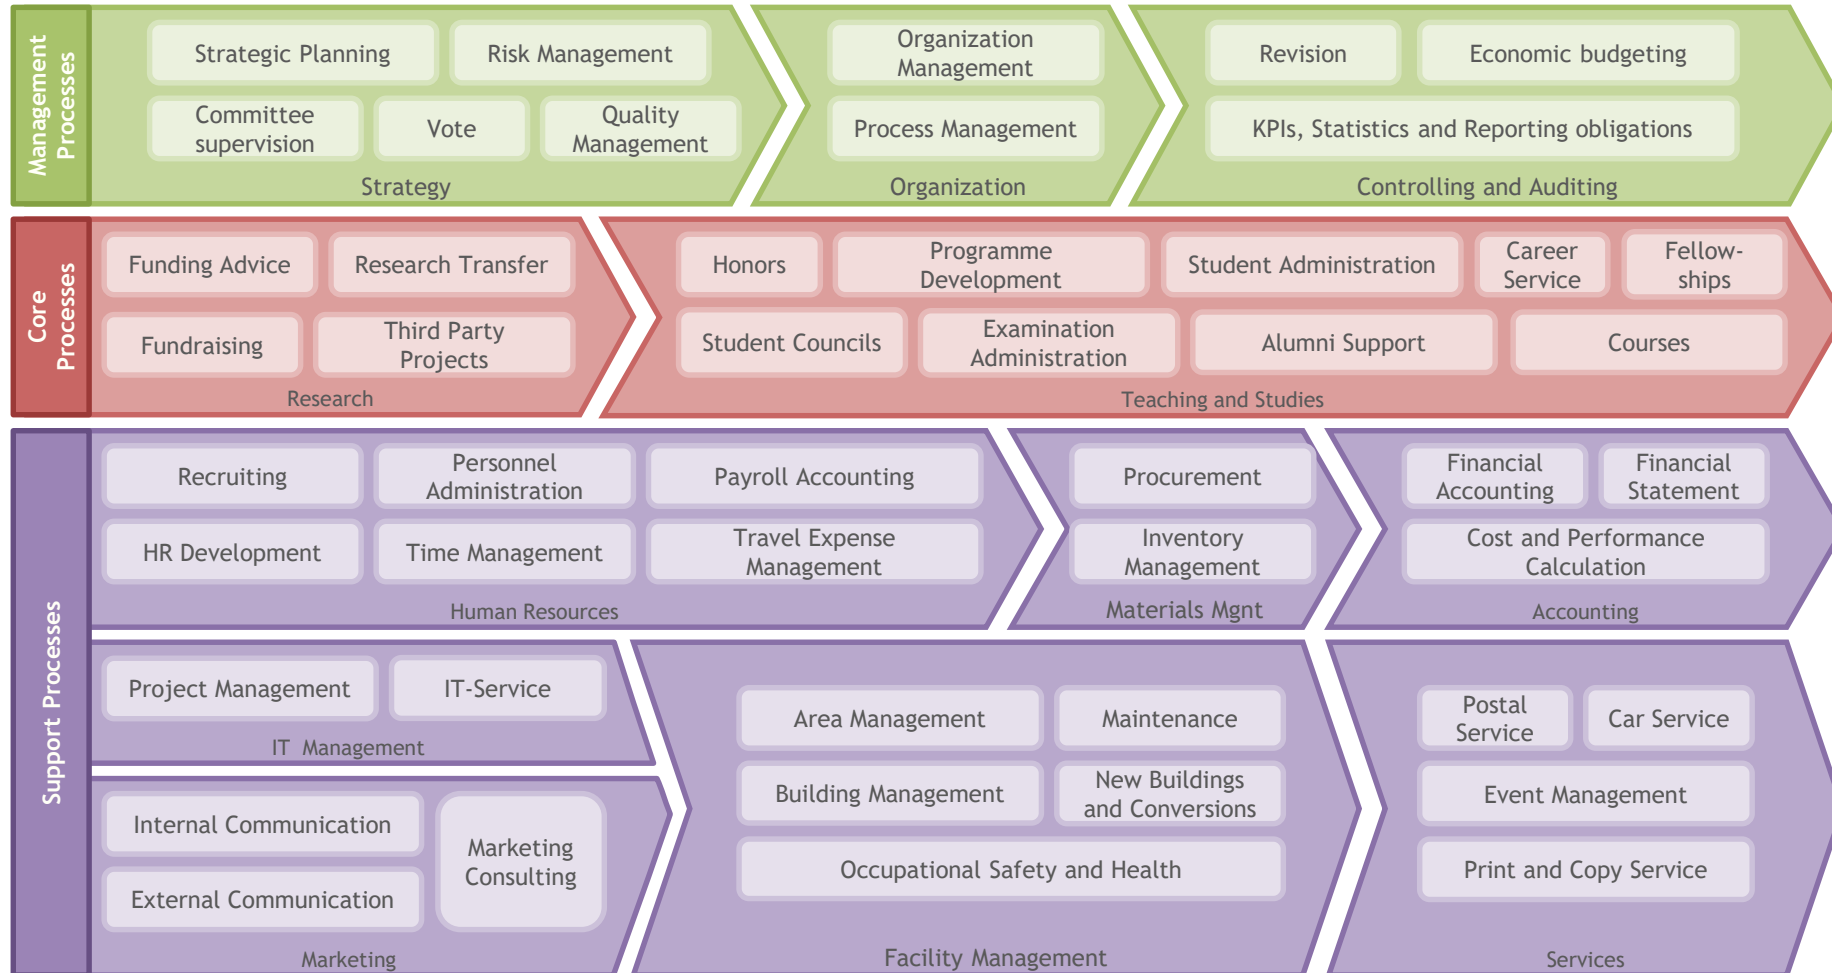 Management
Processes
Strategic Planning
Risk Management
Committee
supervision
Vote
Quality
Management
Strategy
Organization
Management
Process Management
Organization
Revision
Economic budgeting
KPIs, Statistics and Reporting obligations
Controlling and Auditing
Core
Processes
Funding Advice
Research Transfer
Fundraising
Third Party
Projects
Research
Honors
Programme
Development
Student Administration
Career
Service
Fellow-
ships
Student Councils
Examination
Administration
Alumni Support
Courses
Teaching and Studies
Support Processes
Recruiting
Personnel
Administration
Payroll Accounting
HR Development
Time Management
Travel Expense
Management
Human Resources
Procurement
Inventory
Management
Materials Mgnt
Financial
Accounting
Financial
Statement
Cost and Performance
Calculation
Accounting
Project Management
IT-Service
IT Management
Internal Communication
External Communication
Marketing
Consulting
Marketing
Area Management
Maintenance
Building Management
New Buildings
and Conversions
Occupational Safety and Health
Facility Management
Postal
Service
Car Service
Event Management
Print and Copy Service
Services